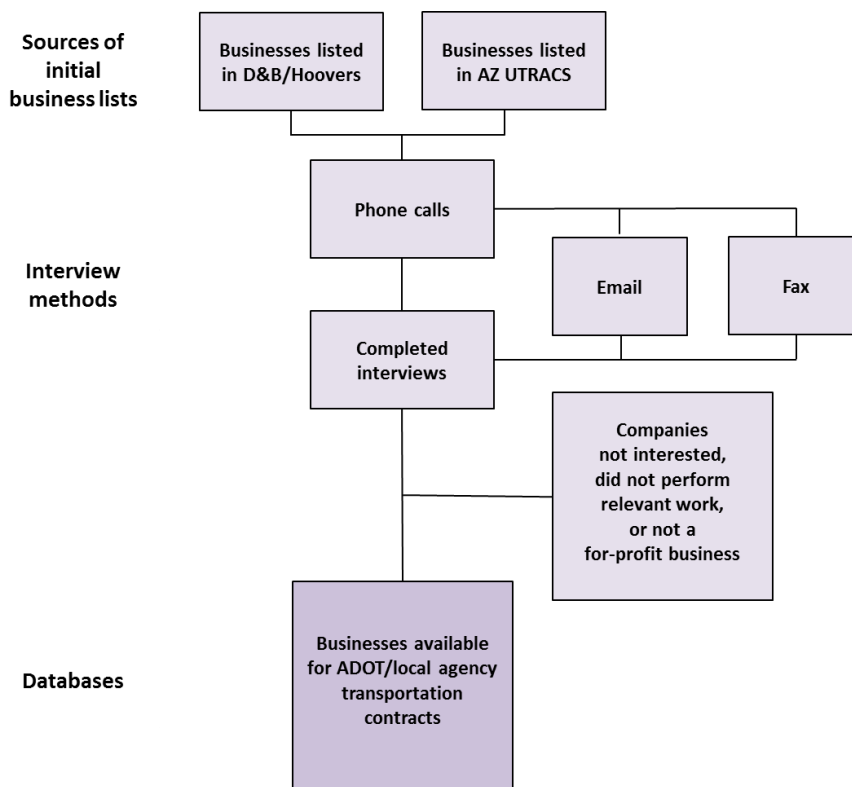 Sources of
initial
business lists
Businesses listed
in D&B/Hoovers
Businesses listed
in AZ UTRACS
Phone calls
Interview
methods
Email
Fax
Completed
interviews
Companies
not interested,
did not perform
relevant work,
or not a
for-profit business
Databases
Businesses available
for ADOT/local agency
transportation
contracts